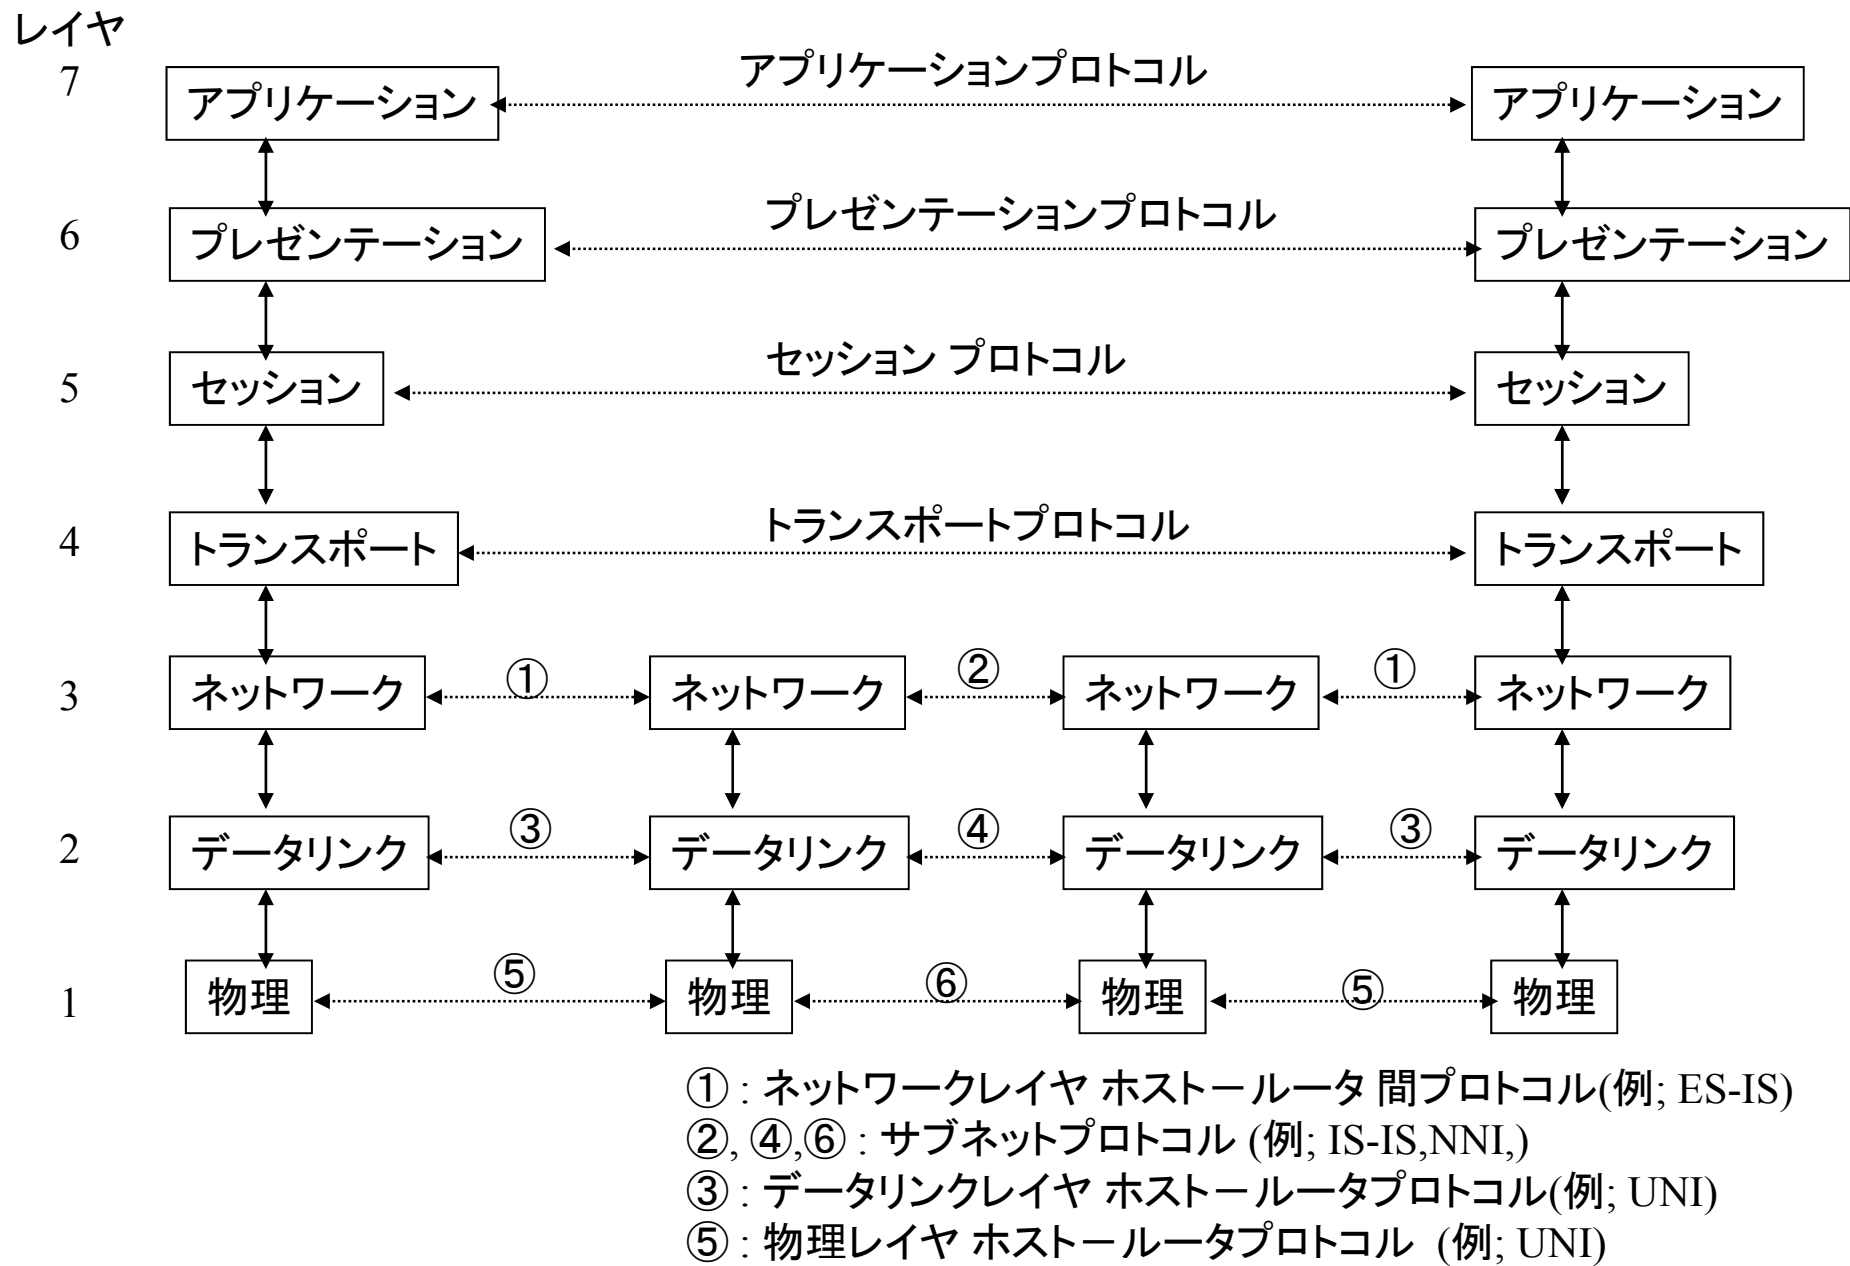 レイヤ
7
アプリケーション
アプリケーションプロトコル
アプリケーション
6
プレゼンテーション
プレゼンテーションプロトコル
プレゼンテーション
5
セッション
セッション プロトコル
セッション
4
トランスポート
トランスポートプロトコル
トランスポート
3
ネットワーク
①
ネットワーク
②
ネットワーク
①
ネットワーク
2
データリンク
③
データリンク
④
データリンク
③
データリンク
1
物理
⑤
物理
⑥
物理
⑤
物理
① : ネットワークレイヤ ホスト－ルータ 間プロトコル(例; ES-IS)
②, ④,⑥ : サブネットプロトコル (例; IS-IS,NNI,)
③ : データリンクレイヤ ホスト－ルータプロトコル(例; UNI)
⑤ : 物理レイヤ ホスト－ルータプロトコル (例; UNI)